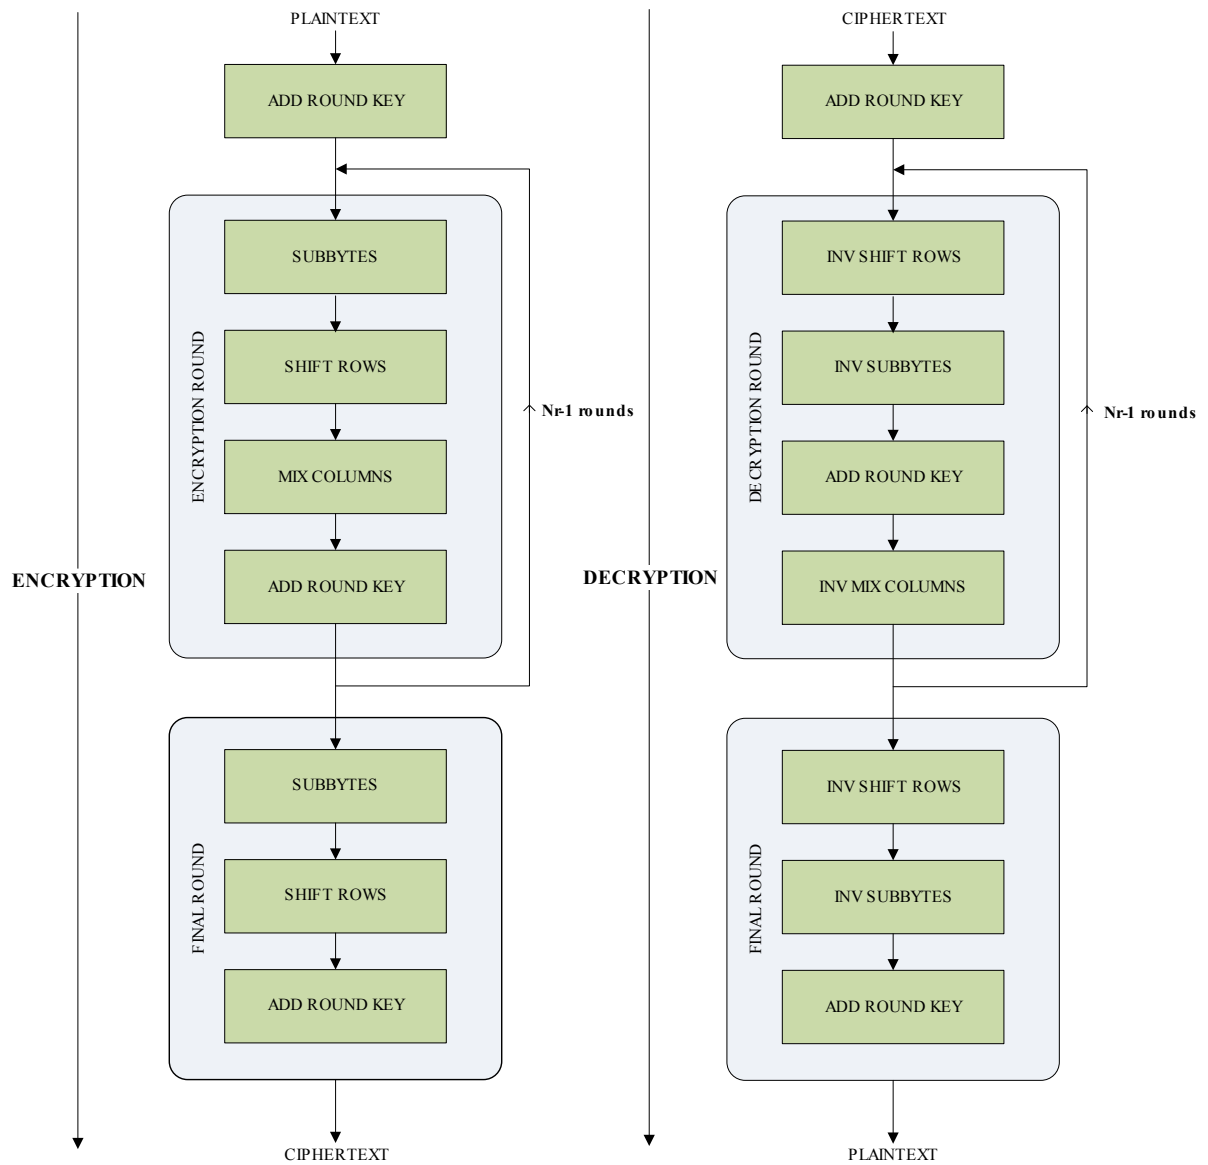 PLAINTEXT
ADD ROUND KEY
SUBBYTES
SHIFT ROWS
MIX COLUMNS
ADD ROUND KEY
ENCRYPTION ROUND
Nr-1 rounds
ENCRYPTION
SUBBYTES
SHIFT ROWS
ADD ROUND KEY
FINAL ROUND
CIPHERTEXT
CIPHERTEXT
ADD ROUND KEY
INV SHIFT ROWS
INV SUBBYTES
ADD ROUND KEY
INV MIX COLUMNS
DECRYPTION ROUND
Nr-1 rounds
DECRYPTION
INV SHIFT ROWS
INV SUBBYTES
ADD ROUND KEY
FINAL ROUND
PLAINTEXT